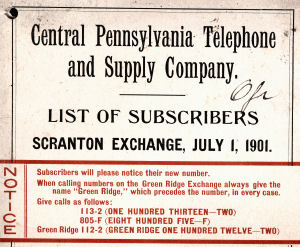 Central Pennsylvania Telephone
and Supply Company.
LIST OF SUBSCRIBERS
SCRANTON EXCHANGE, JULY 1, 1901.
NOTICE
Subscribers will please notice their new number.
When calling numbers on the Green Ridge Exchange always give the
name "Green Ridge," which precedes the number, in every case.
Give calls as follows:
113-2 (ONE HUNDRED THIRTEEN—TWO)
805-F (EIGHT HUNDRED FIVE—F)
Green Ridge 112-2 (GREEN RIDGE ONE HUNDRED TWELVE—TWO)